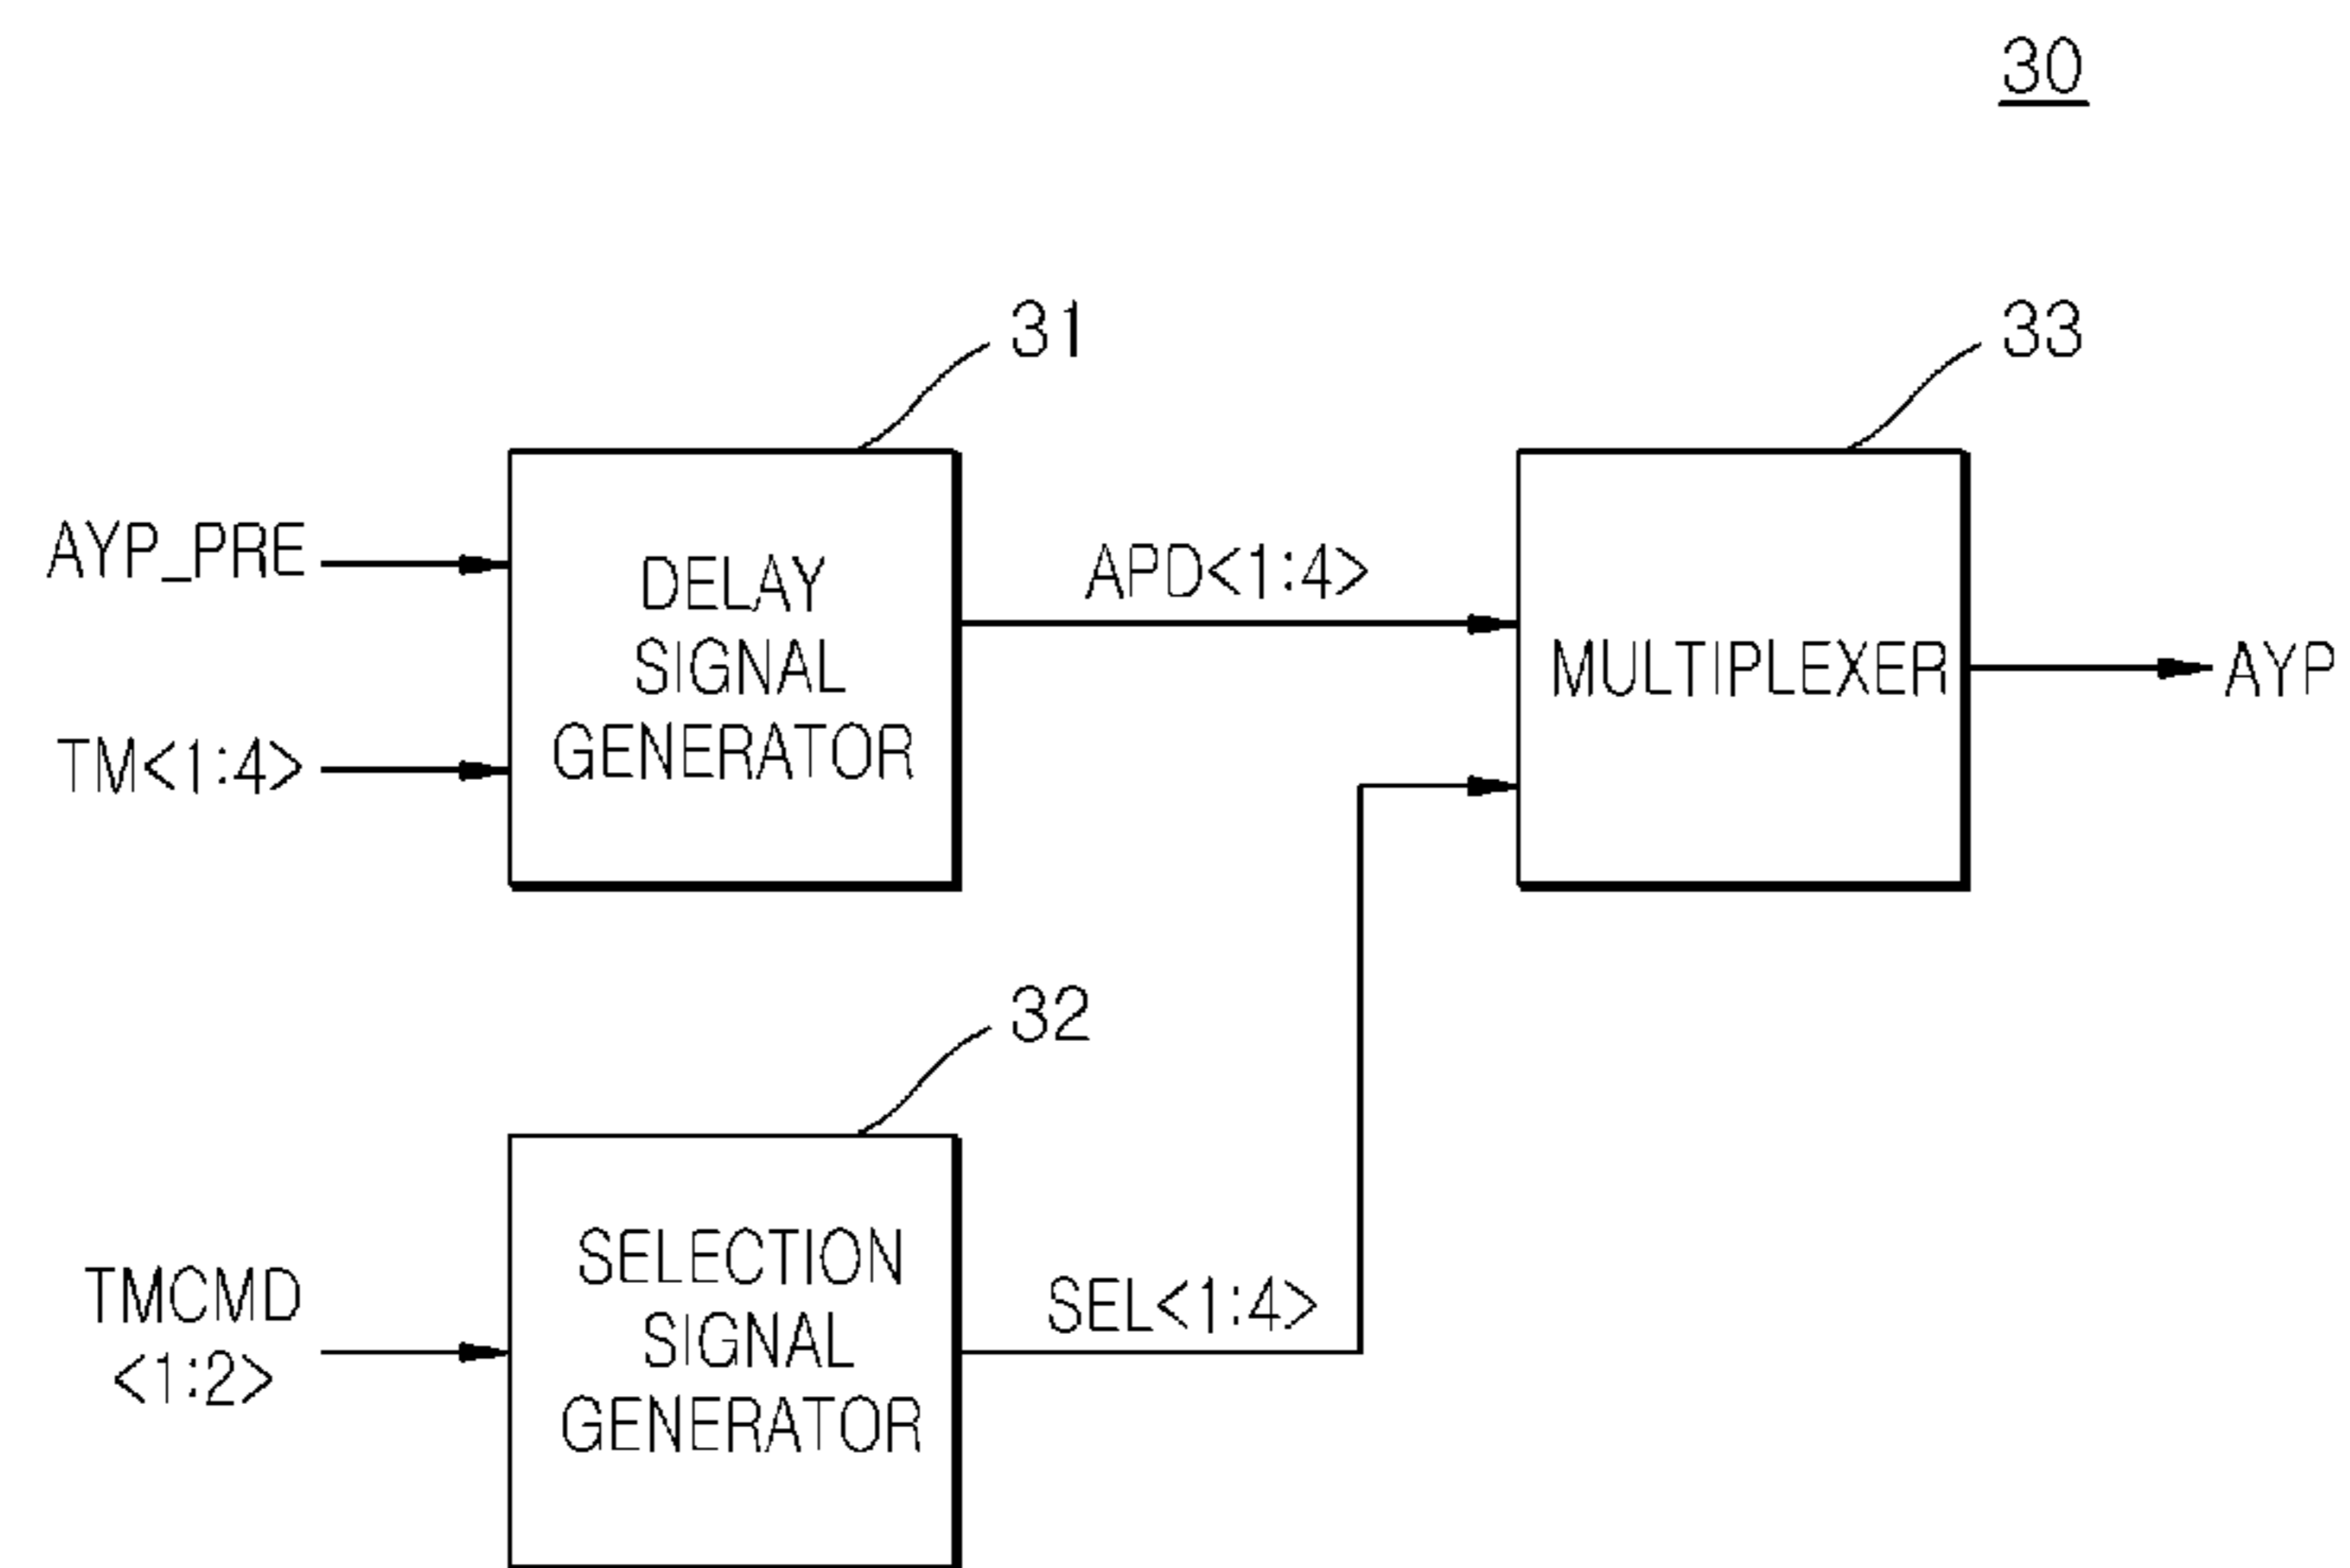 30
31
33
AYP_PRE
TM<1:4>
DELAY
SIGNAL
GENERATOR
APD<1:4>
MULTIPLEXER
AYP
32
TMCMD
<1:2>
SELECTION
SIGNAL
GENERATOR
SEL<1:4>